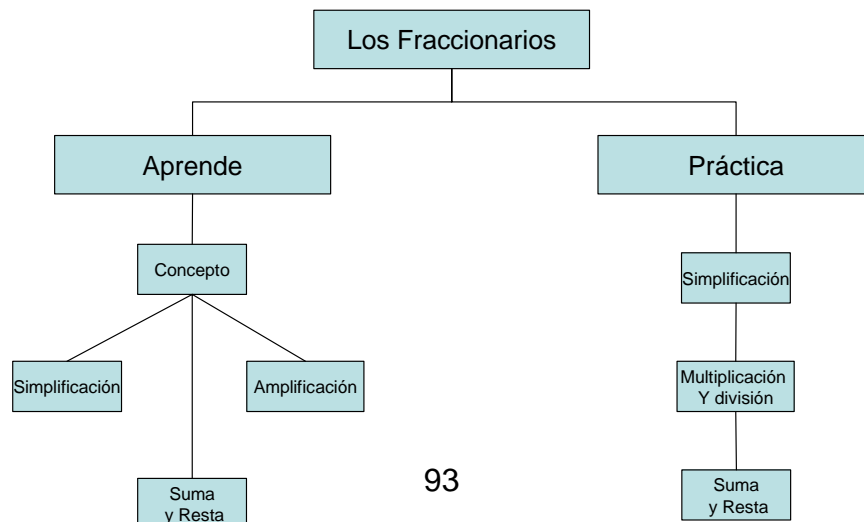 Los Fraccionarios
Aprende
Práctica
Concepto
Simplificación
Simplificación
Amplificación
Multiplicación
Y división
93
Suma
y Resta
Suma
y Resta